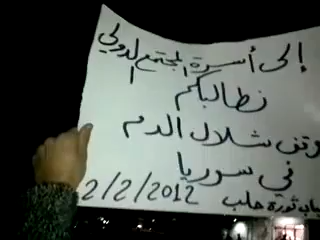 إلى أسرة المجتمع الدولي
نطالبكم
وقف شلال الدم
في سوريا
2/2/2012 ثورة حلب